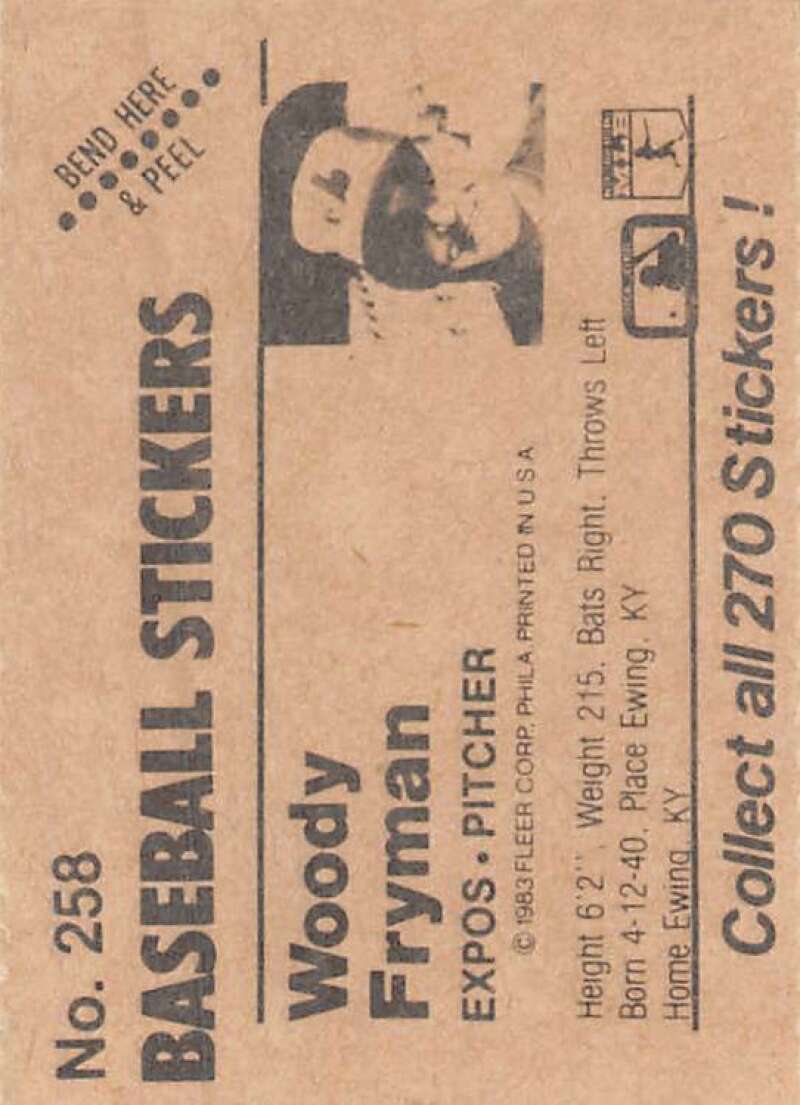 No. 258
BEND HERE
& PEEL
BASEBALL STICKERS
Woody
Fryman
EXPOS • PITCHER
© 1983 FLEER CORP. PHILA PRINTED IN U S A
Height 6'2", Weight 215. Bats Right. Throws Left
Born 4-12-40. Place Ewing, KY
Home Ewing, KY
Collect all 270 Stickers!